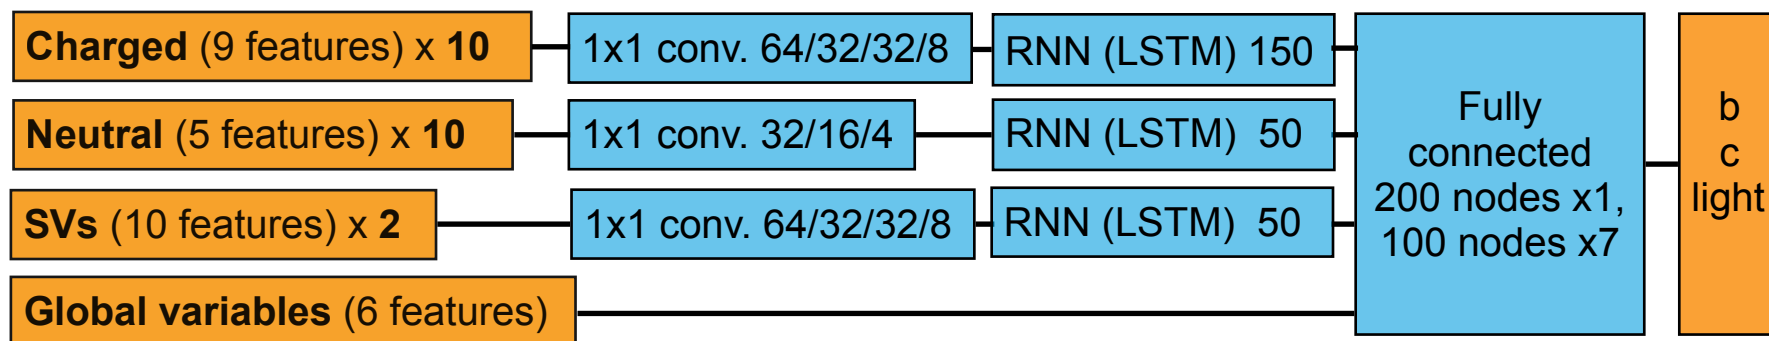 Charged (9 features) x 10
1x1 conv. 64/32/32/8
RNN (LSTM) 150
Neutral (5 features) x 10
1x1 conv. 32/16/4
RNN (LSTM) 50
SVs (10 features) x 2
1x1 conv. 64/32/32/8
RNN (LSTM) 50
Global variables (6 features)
Fully
connected
200 nodes x1,
100 nodes x7
b
c
light